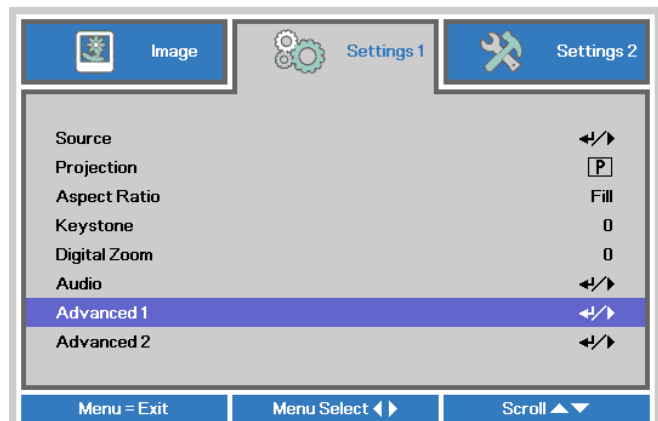 Image Settings 1 Settings 2
Source ↵/▶
Projection P
Aspect Ratio Fill
Keystone 0
Digital Zoom 0
Audio ↵/▶
Advanced 1 ↵/▶
Advanced 2 ↵/▶
Menu = Exit Menu Select ◀▶ Scroll ▲▼